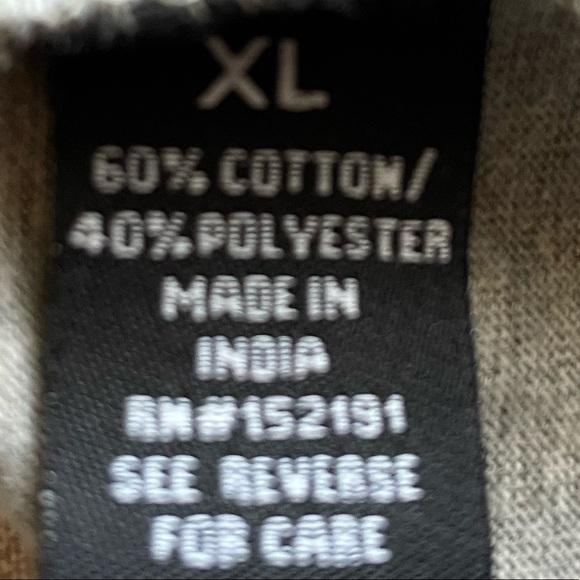 XL
60% COTTON/
40% POLYESTER
MADE IN
INDIA
RN#152191
SEE REVERSE
FOR CARE